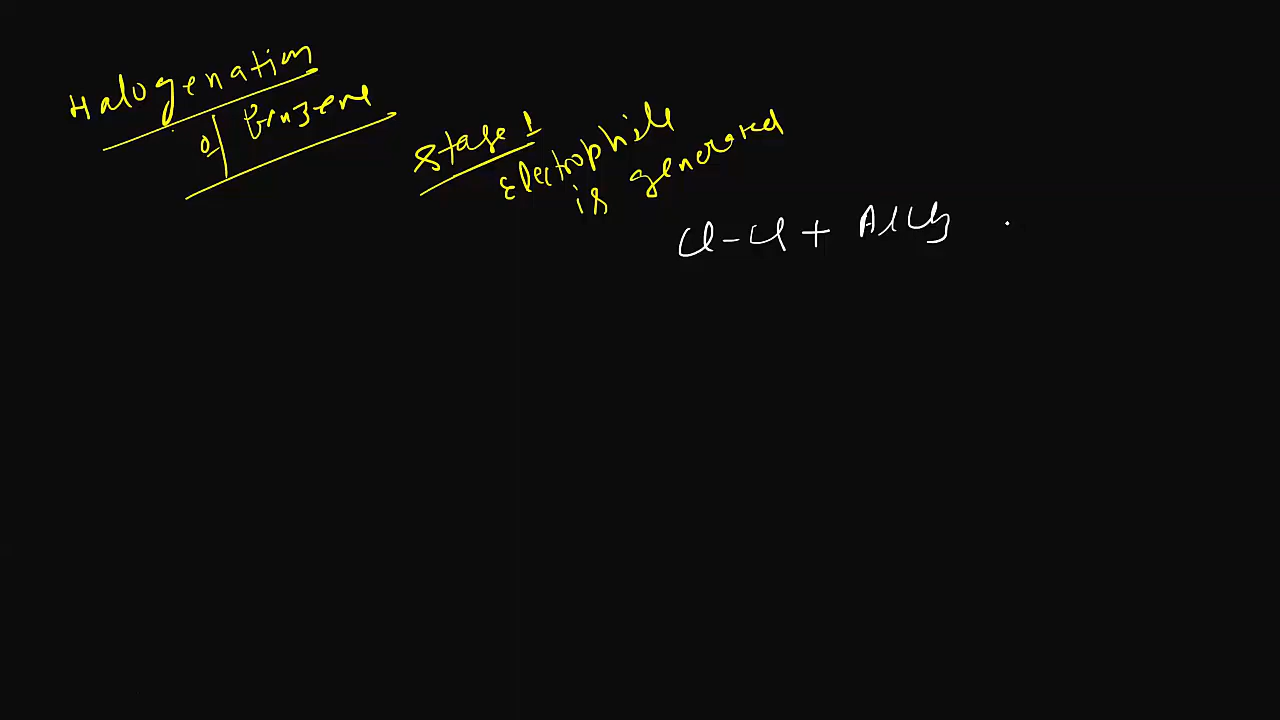 Halogenation
of benzene
Stage 1
Electrophile
is generated
Cl-Cl + AlCl3